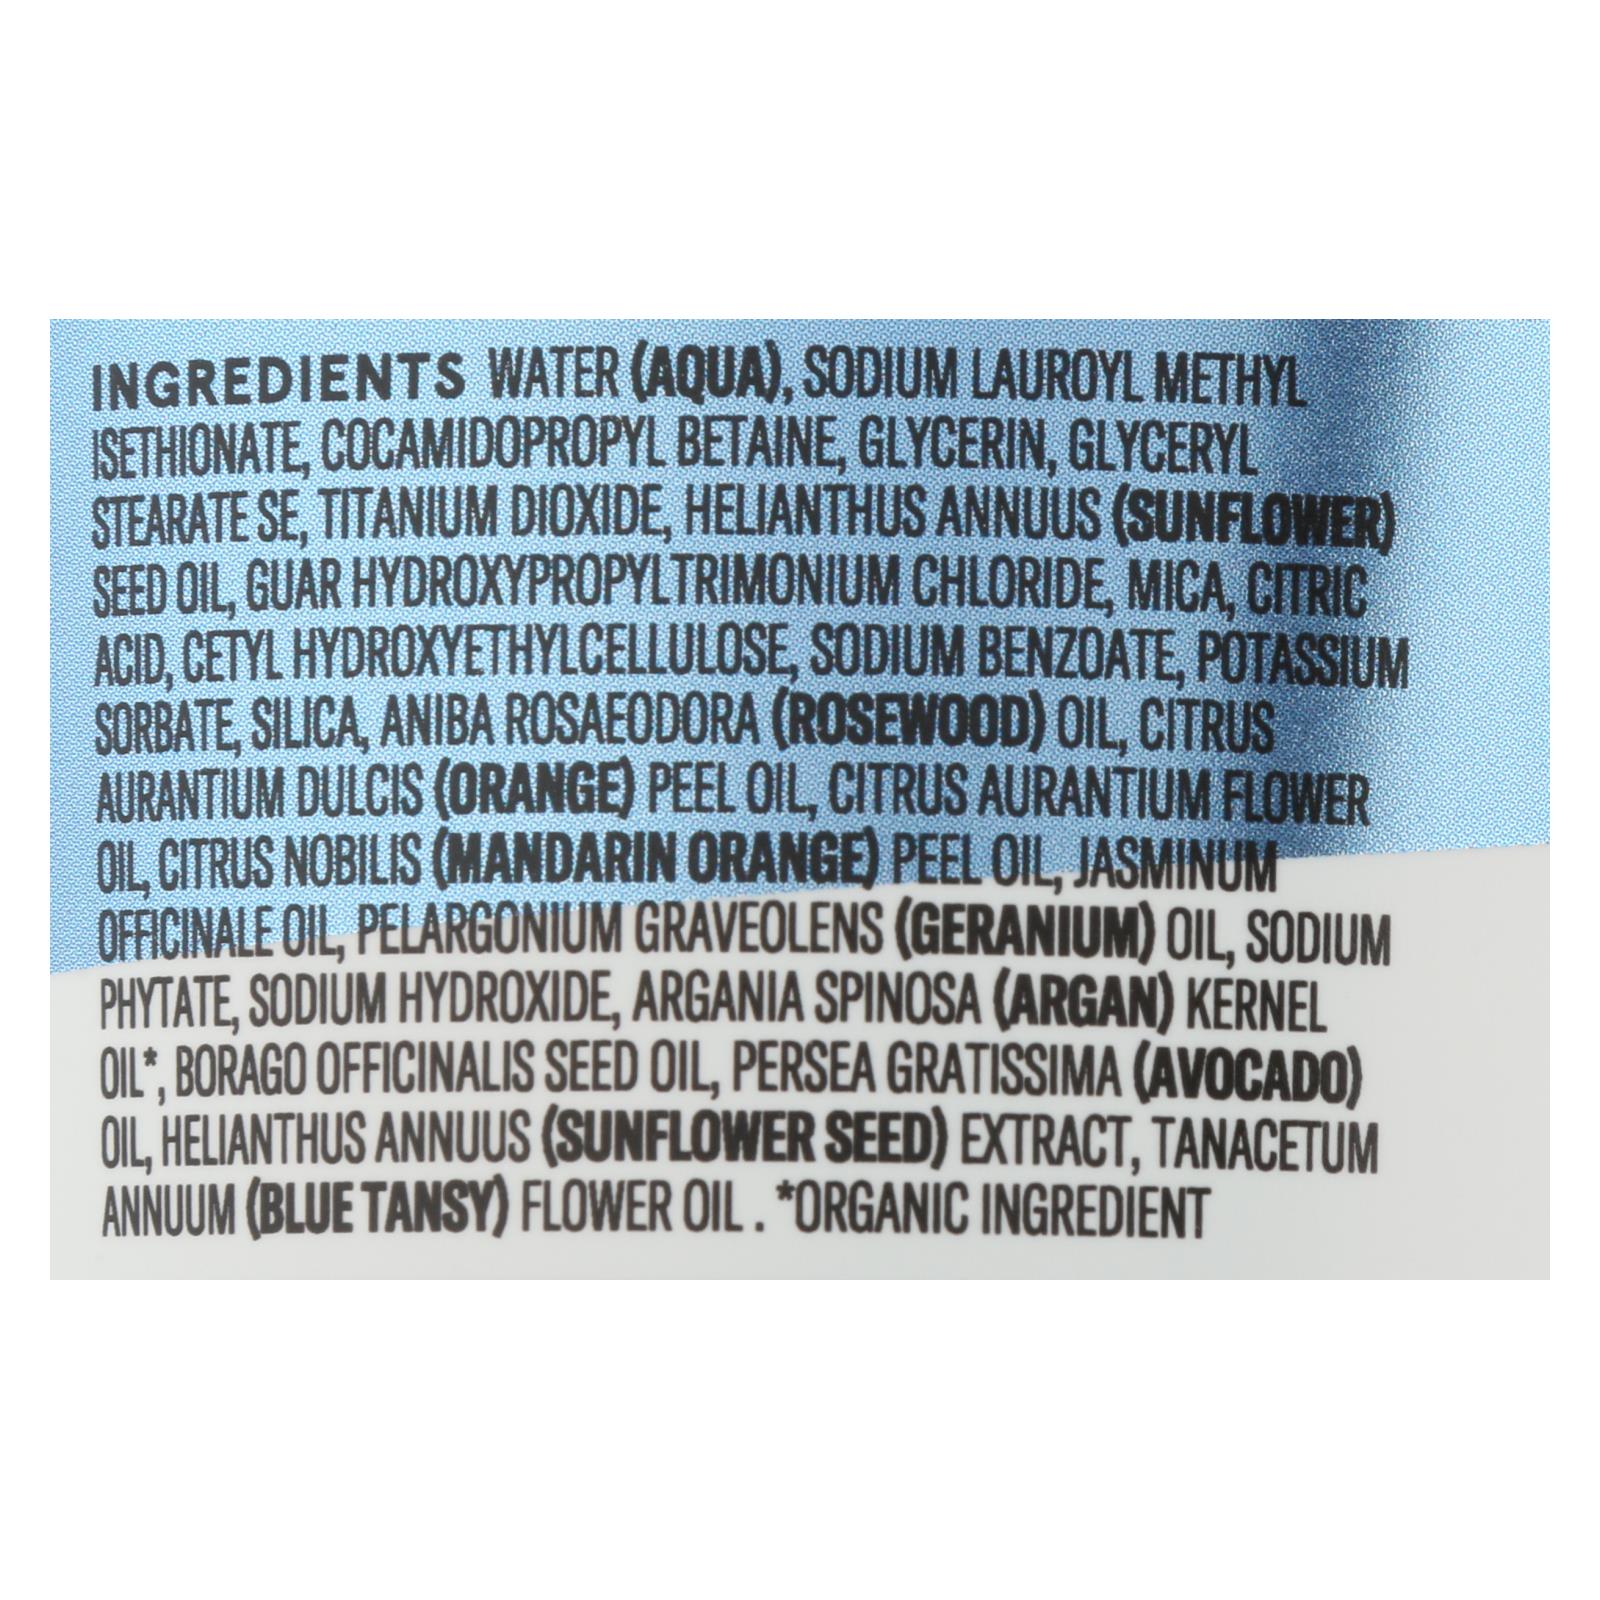 INGREDIENTS WATER (AQUA), SODIUM LAUROYL METHYL
ISETHIONATE, COCAMIDOPROPYL BETAINE, GLYCERIN, GLYCERYL
STEARATE SE, TITANIUM DIOXIDE, HELIANTHUS ANNUUS (SUNFLOWER)
SEED OIL, GUAR HYDROXYPROPYLTRIMONIUM CHLORIDE, MICA, CITRIC
ACID, CETYL HYDROXYETHYLCELLULOSE, SODIUM BENZOATE, POTASSIUM
SORBATE, SILICA, ANIBA ROSAEODORA (ROSEWOOD) OIL, CITRUS
AURANTIUM DULCIS (ORANGE) PEEL OIL, CITRUS AURANTIUM FLOWER
OIL, CITRUS NOBILIS (MANDARIN ORANGE) PEEL OIL, JASMINUM
OFFICINALE OIL, PELARGONIUM GRAVEOLENS (GERANIUM) OIL, SODIUM
PHYTATE, SODIUM HYDROXIDE, ARGANIA SPINOSA (ARGAN) KERNEL
OIL*, BORAGO OFFICINALIS SEED OIL, PERSEA GRATISSIMA (AVOCADO)
OIL, HELIANTHUS ANNUUS (SUNFLOWER SEED) EXTRACT, TANACETUM
ANNUUM (BLUE TANSY) FLOWER OIL . *ORGANIC INGREDIENT